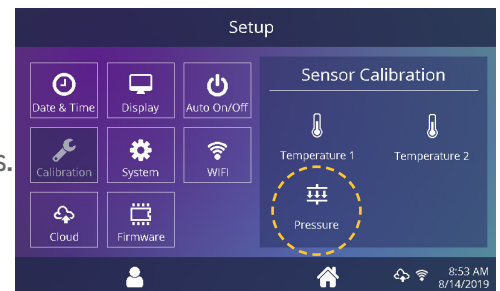 Setup
Date & Time
Display
Auto On/Off
Calibration
System
WIFI
Cloud
Firmware
Sensor Calibration
Temperature 1
Temperature 2
Pressure
s.
8:53 AM
8/14/2019